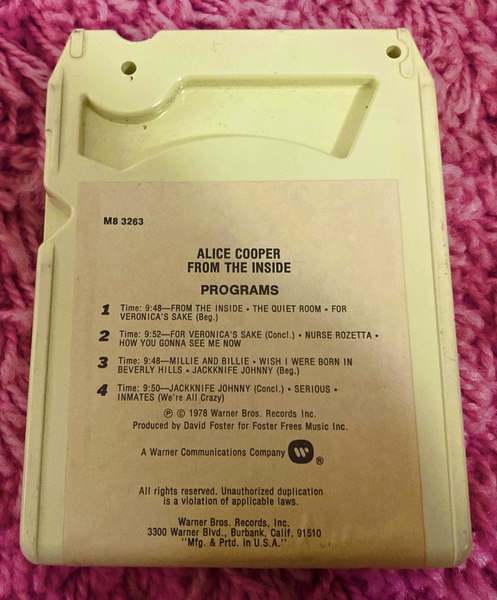 M8 3263
ALICE COOPER
FROM THE INSIDE
PROGRAMS
1 Time: 9:48—FROM THE INSIDE • THE QUIET ROOM • FOR
VERONICA'S SAKE (Beg.)
2 Time: 9:52—FOR VERONICA'S SAKE (Concl.) • NURSE ROZETTA •
HOW YOU GONNA SEE ME NOW
3 Time: 9:48—MILLIE AND BILLIE • WISH I WERE BORN IN
BEVERLY HILLS • JACKKNIFE JOHNNY (Beg.)
4 Time: 9:50—JACKKNIFE JOHNNY (Concl.) • SERIOUS •
INMATES (We're All Crazy)
℗ © 1978 Warner Bros. Records Inc.
Produced by David Foster for Foster Frees Music Inc.
A Warner Communications Company W ®
All rights reserved. Unauthorized duplication
is a violation of applicable laws.
Warner Bros. Records, Inc.
3300 Warner Blvd., Burbank, Calif. 91510
"Mfg. & Prtd. in U.S.A."